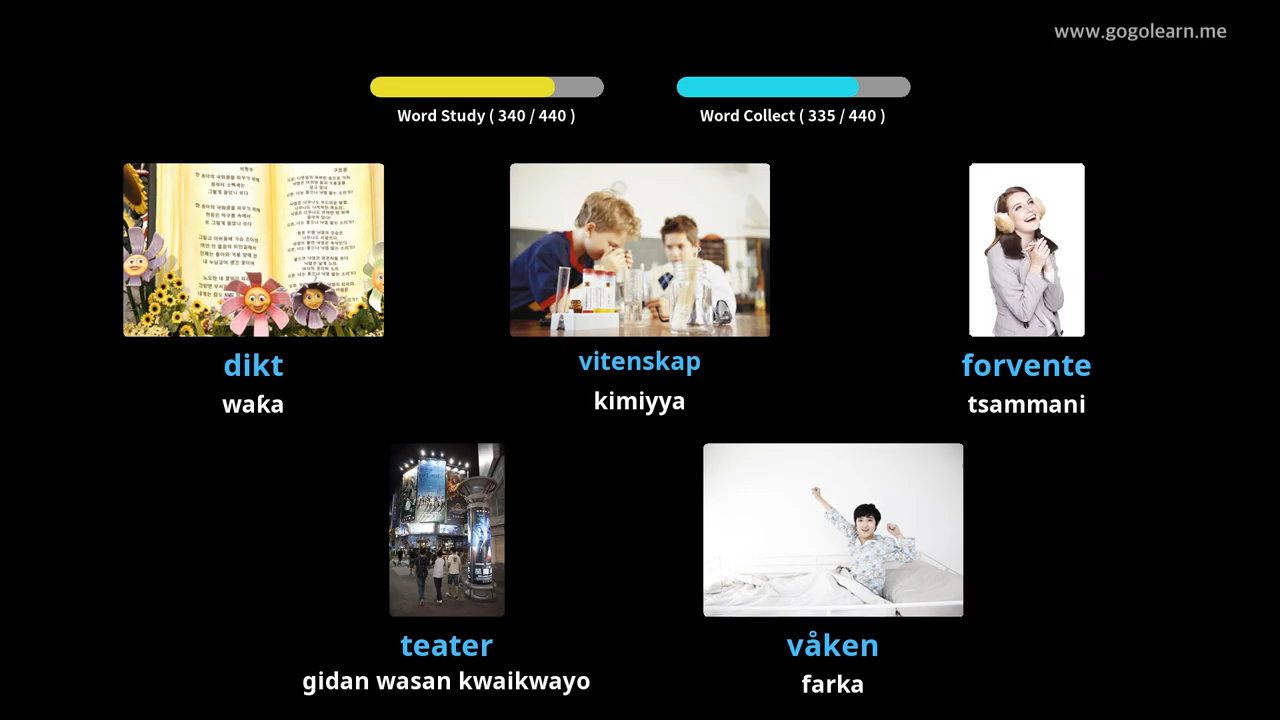 www.gogolearn.me
Word Study ( 340 / 440 )
Word Collect ( 335 / 440 )
dikt
waƙa
vitenskap
kimiyya
forvente
tsammani
teater
gidan wasan kwaikwayo
våken
farka